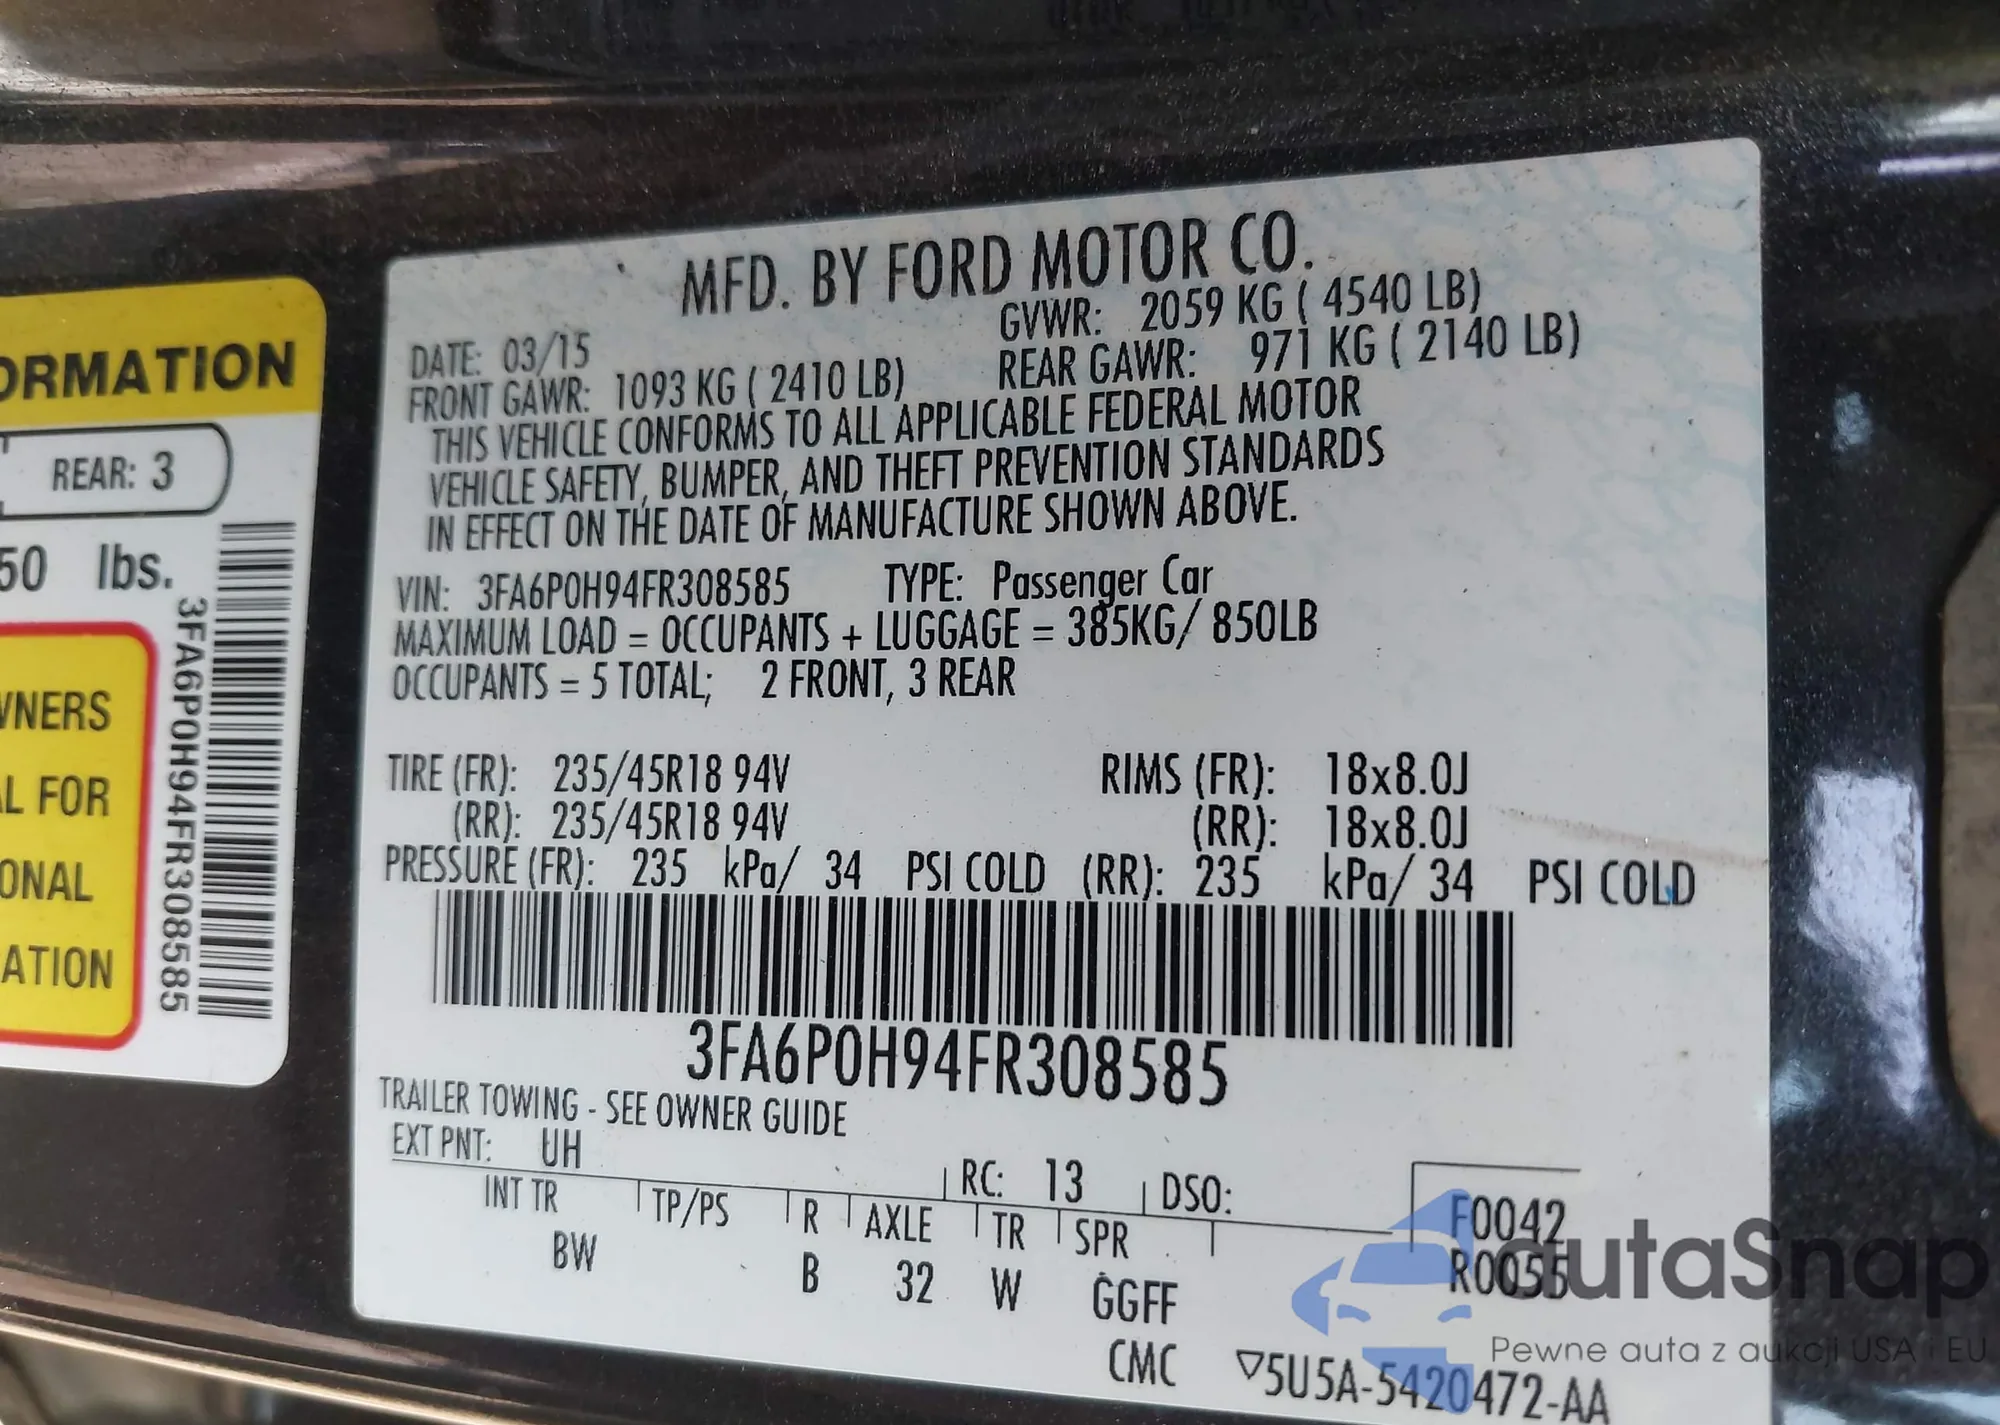 ORMATION
REAR: 3
50 lbs.
3FA6P0H94FR308585
WNERS
AL FOR
ONAL
ATION
MFD. BY FORD MOTOR CO.
DATE: 03/15 GVWR: 2059 KG ( 4540 LB)
FRONT GAWR: 1093 KG ( 2410 LB) REAR GAWR: 971 KG ( 2140 LB)
THIS VEHICLE CONFORMS TO ALL APPLICABLE FEDERAL MOTOR
VEHICLE SAFETY, BUMPER, AND THEFT PREVENTION STANDARDS
IN EFFECT ON THE DATE OF MANUFACTURE SHOWN ABOVE.
VIN: 3FA6P0H94FR308585 TYPE: Passenger Car
MAXIMUM LOAD = OCCUPANTS + LUGGAGE = 385KG/ 850LB
OCCUPANTS = 5 TOTAL; 2 FRONT, 3 REAR
TIRE (FR): 235/45R18 94V RIMS (FR): 18x8.0J
(RR): 235/45R18 94V (RR): 18x8.0J
PRESSURE (FR): 235 kPa/ 34 PSI COLD (RR): 235 kPa/ 34 PSI COLD
3FA6P0H94FR308585
TRAILER TOWING - SEE OWNER GUIDE
EXT PNT: UH RC: 13 DSO:
INT TR TP/PS R AXLE TR SPR F0042
BW B 32 W GGFF R0055
CMC ▽5U5A-5420472-AA
autaSnap
Pewne auta z aukcji USA i EU